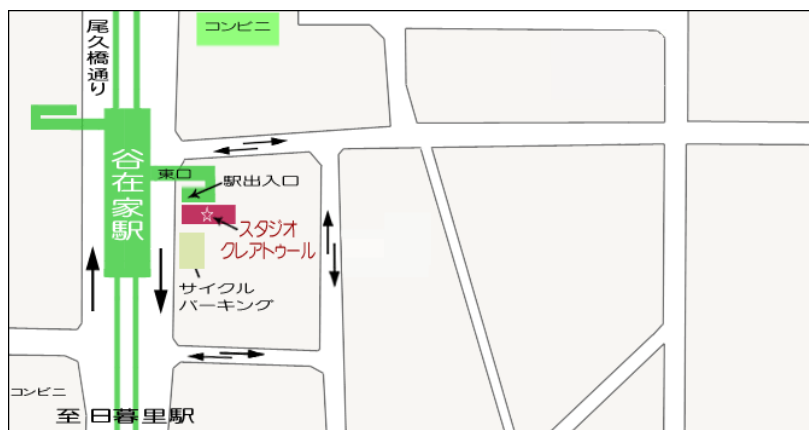 尾久橋通り
コンビニ
谷在家駅
東口
駅出入口
スタジオ
クレアトゥール
サイクル
パーキング
コンビニ
至 日暮里駅